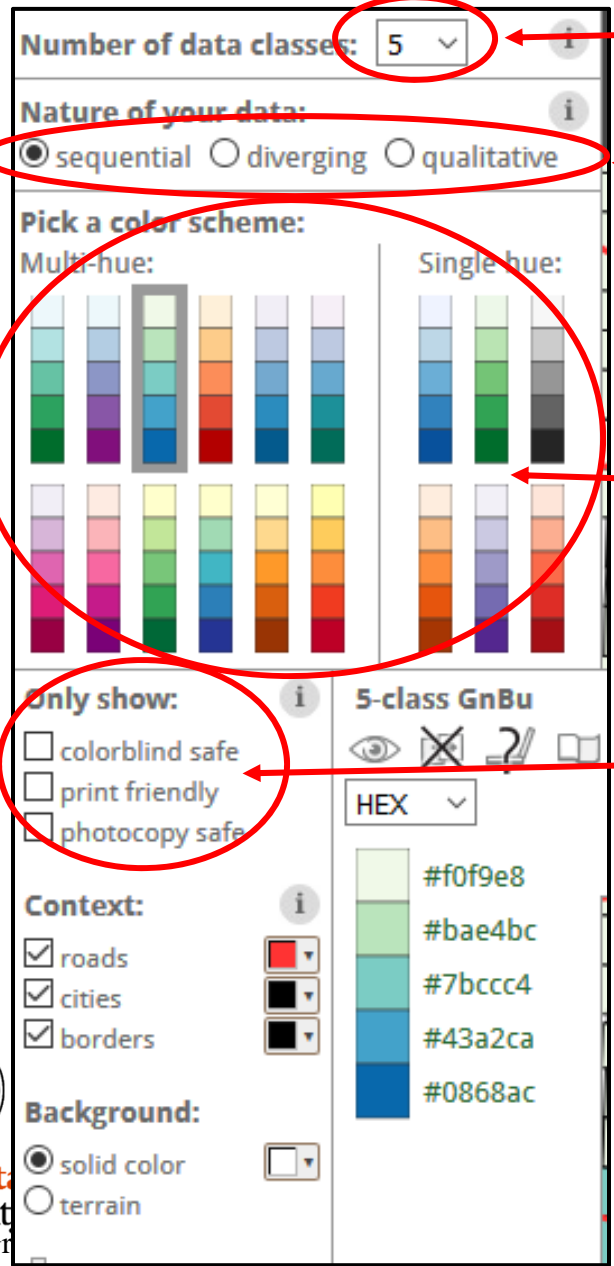 Number of data classes: 5 i
Nature of your data: i
sequential diverging qualitative
Pick a color scheme:
Multi-hue: Single hue:
Only show: i
colorblind safe
print friendly
photocopy safe
Context: i
roads
cities
borders
Background:
solid color
terrain
5-class GnBu
HEX
#f0f9e8
#bae4bc
#7bccc4
#43a2ca
#0868ac